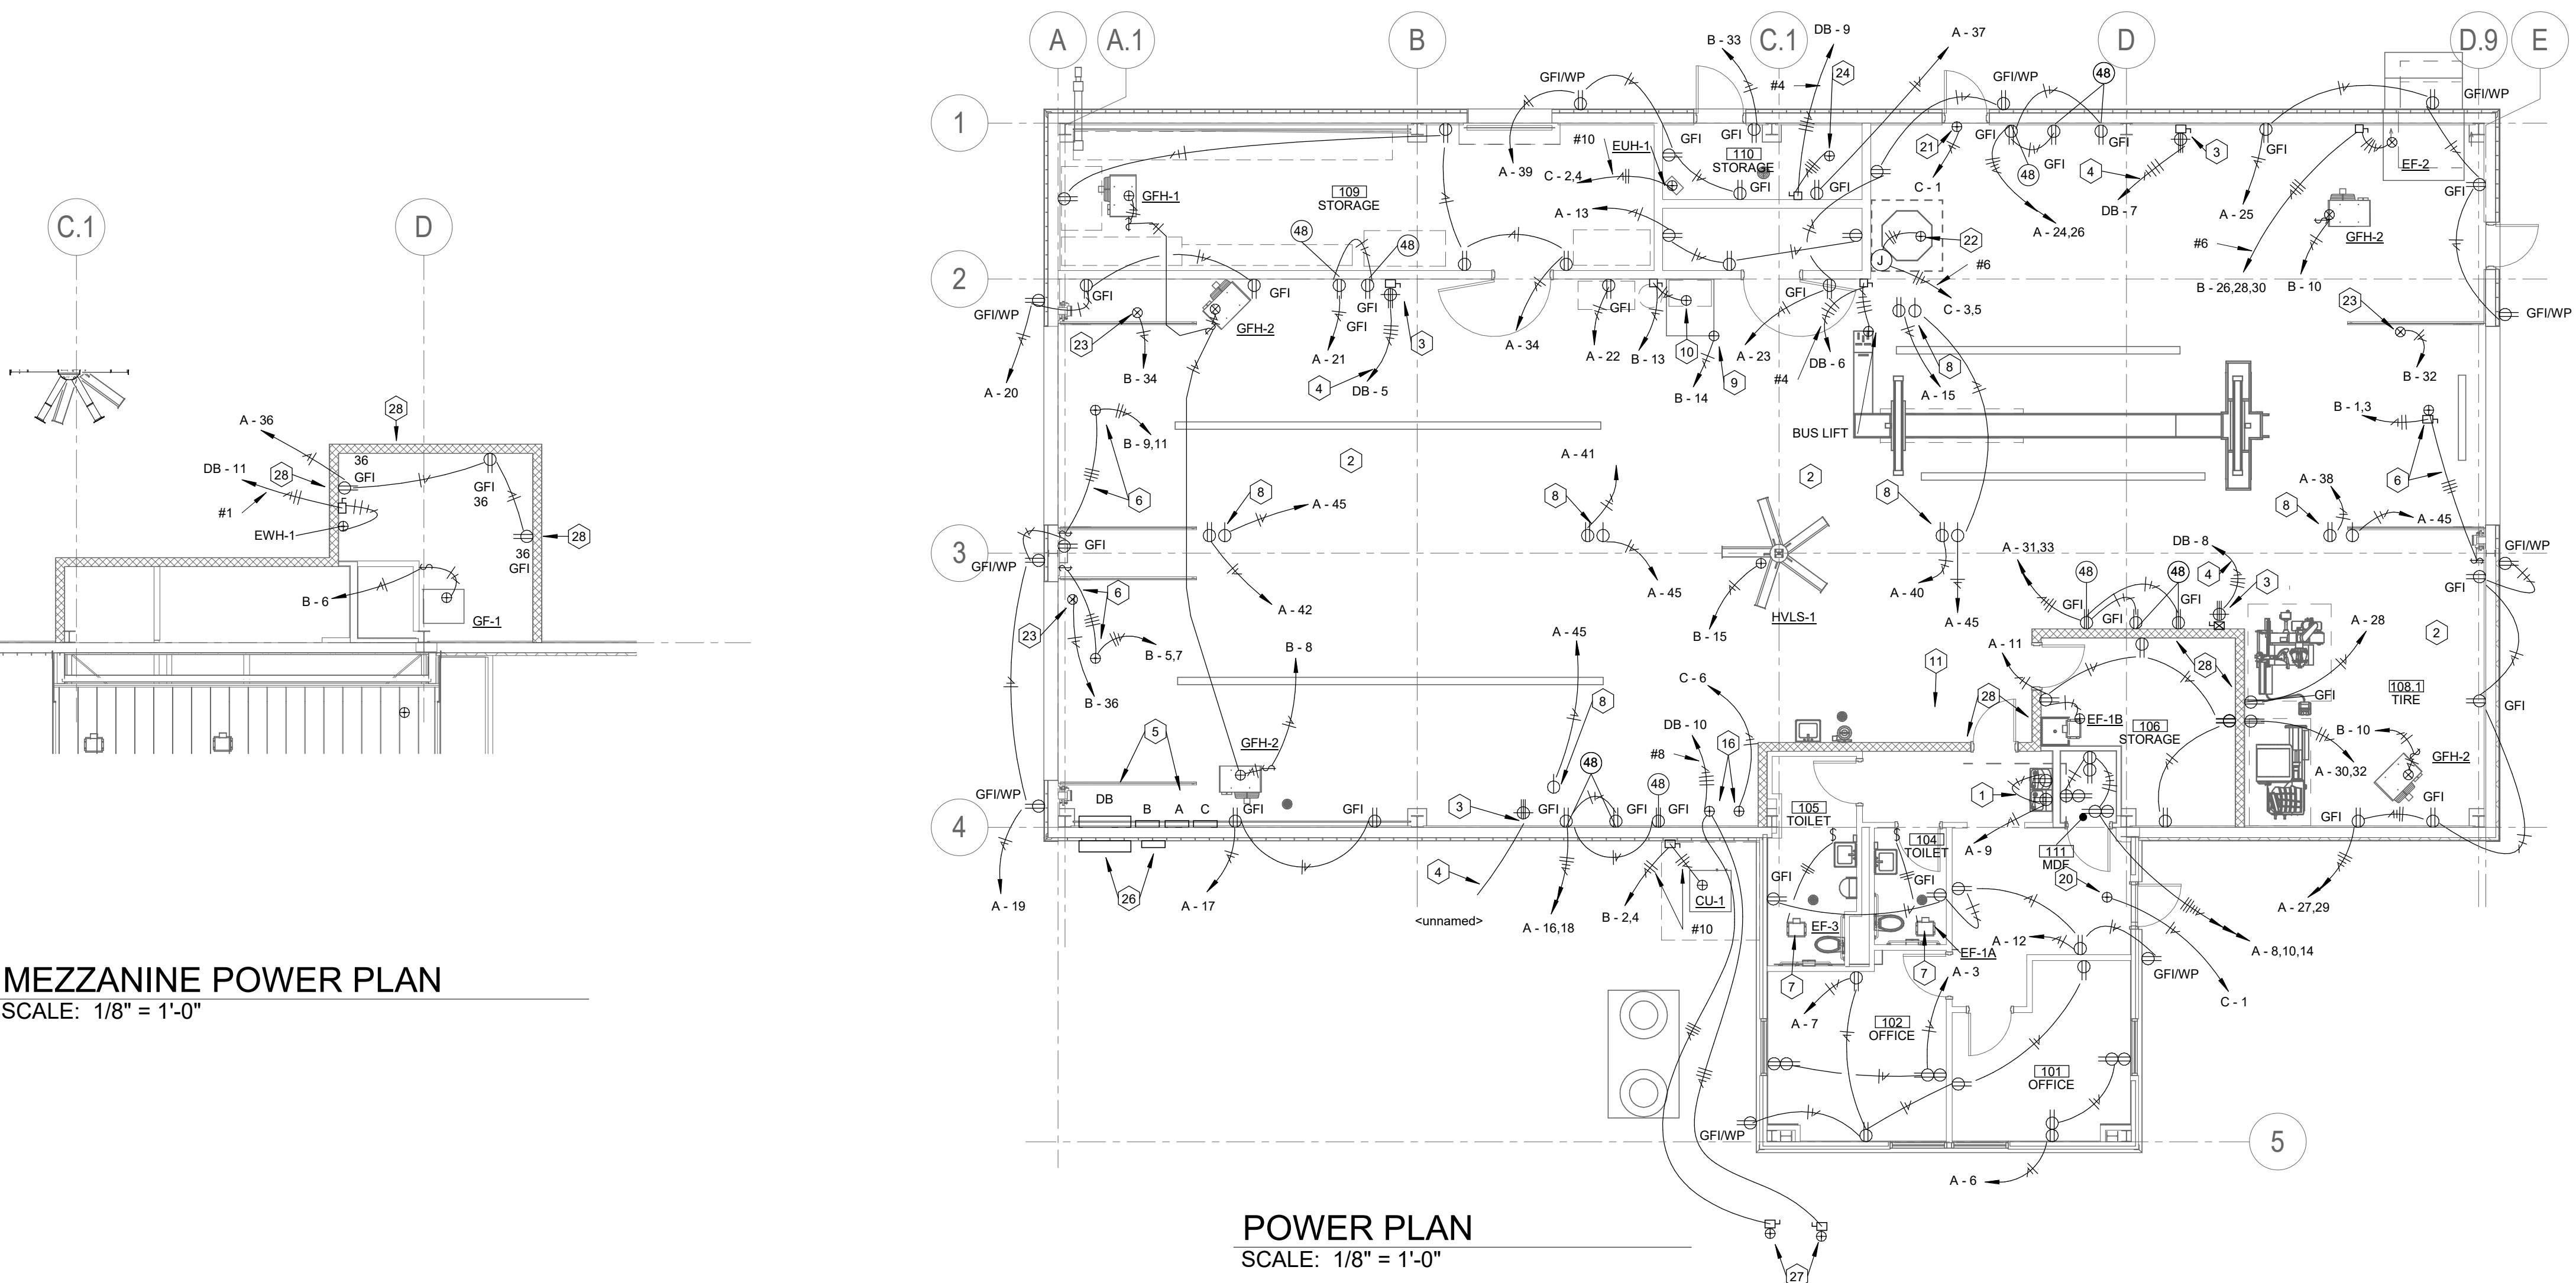 C.1
D
A - 36
28
DB - 11
28
36
GFI
GFI
36
#1
EWH-1
28
36
GFI
B - 6
GF-1
MEZZANINE POWER PLAN
SCALE: 1/8" = 1'-0"
A
A.1
B
C.1
D
D.9
E
1
2
3
4
5
B - 33
DB - 9
A - 37
#4
24
GFI/WP
GFI/WP
48
GFI/WP
GFI
GFI
GFI
GFI
GFI
GFI
#10
EUH-1
110
STORAGE
21
48
4
3
EF-2
A - 39
C - 2,4
GFI
GFI
C - 1
DB - 7
A - 25
GFI
GFH-1
109
STORAGE
A - 13
A - 24,26
#6
GFH-2
48
48
22
J
#6
B - 26,28,30
B - 10
GFI
GFI
GFI
GFI
C - 3,5
23
GFI/WP
GFH-2
GFI
GFI/WP
23
A - 21
3
A - 34
A - 22
B - 13
10
A - 23
DB - 6
8
B - 34
4
DB - 5
9
#4
A - 15
B - 32
A - 20
B - 14
B - 9,11
B - 1,3
BUS LIFT
2
A - 41
2
6
6
8
A - 45
8
8
A - 38
8
A - 45
GFI
GFI/WP
A - 31,33
DB - 8
GFI/WP
48
48
4
3
GFI
6
A - 42
A - 45
A - 40
23
HVLS-1
B - 15
A - 45
GFI
GFI
GFI
B - 5,7
B - 8
A - 45
A - 11
A - 28
2
B - 36
C - 6
11
28
28
108.1
TIRE
GFI
GFI
5
8
DB - 10
EF-1B
106
STORAGE
GFH-2
#8
16
B - 10
GFH-2
48
48
A - 30,32
GFI/WP
DB
B
A
C
GFI
GFI
3
GFI
GFI
GFI
1
GFI
GFI
105
TOILET
104
TOILET
A - 9
111
MDF
4
20
26
A - 19
A - 17
<unnamed>
A - 16,18
B - 2,4
CU-1
#10
GFI
GFI
A - 27,29
EF-3
A - 12
EF-1A
A - 8,10,14
7
7
A - 3
GFI/WP
C - 1
A - 7
102
OFFICE
101
OFFICE
GFI/WP
A - 6
27
POWER PLAN
SCALE: 1/8" = 1'-0"